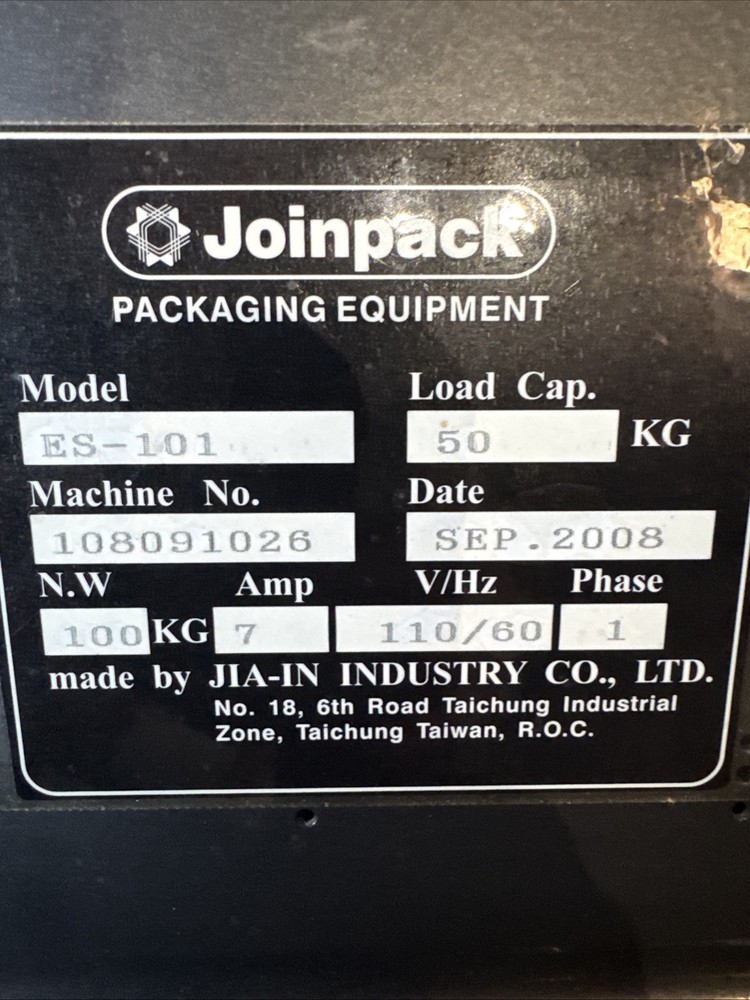 Joinpack
PACKAGING EQUIPMENT
Model Load Cap.
ES-101 50 KG
Machine No. Date
108091026 SEP.2008
N.W Amp V/Hz Phase
100 KG 7 110/60 1
made by JIA-IN INDUSTRY CO., LTD.
No. 18, 6th Road Taichung Industrial
Zone, Taichung Taiwan, R.O.C.